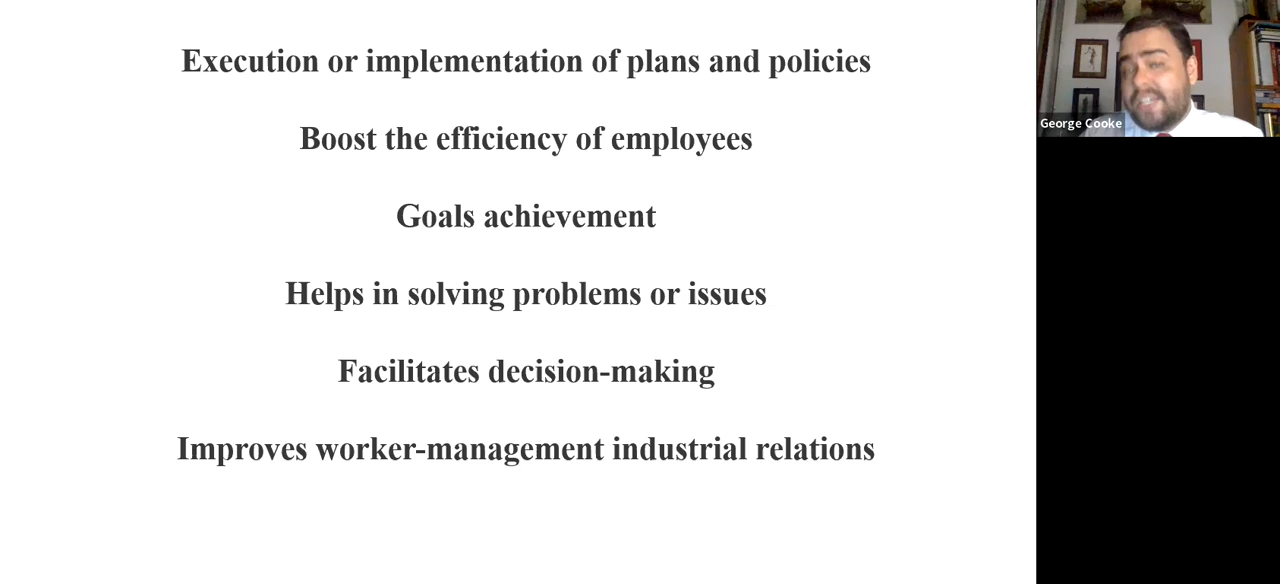 Execution or implementation of plans and policies
Boost the efficiency of employees
Goals achievement
Helps in solving problems or issues
Facilitates decision-making
Improves worker-management industrial relations
George Cooke